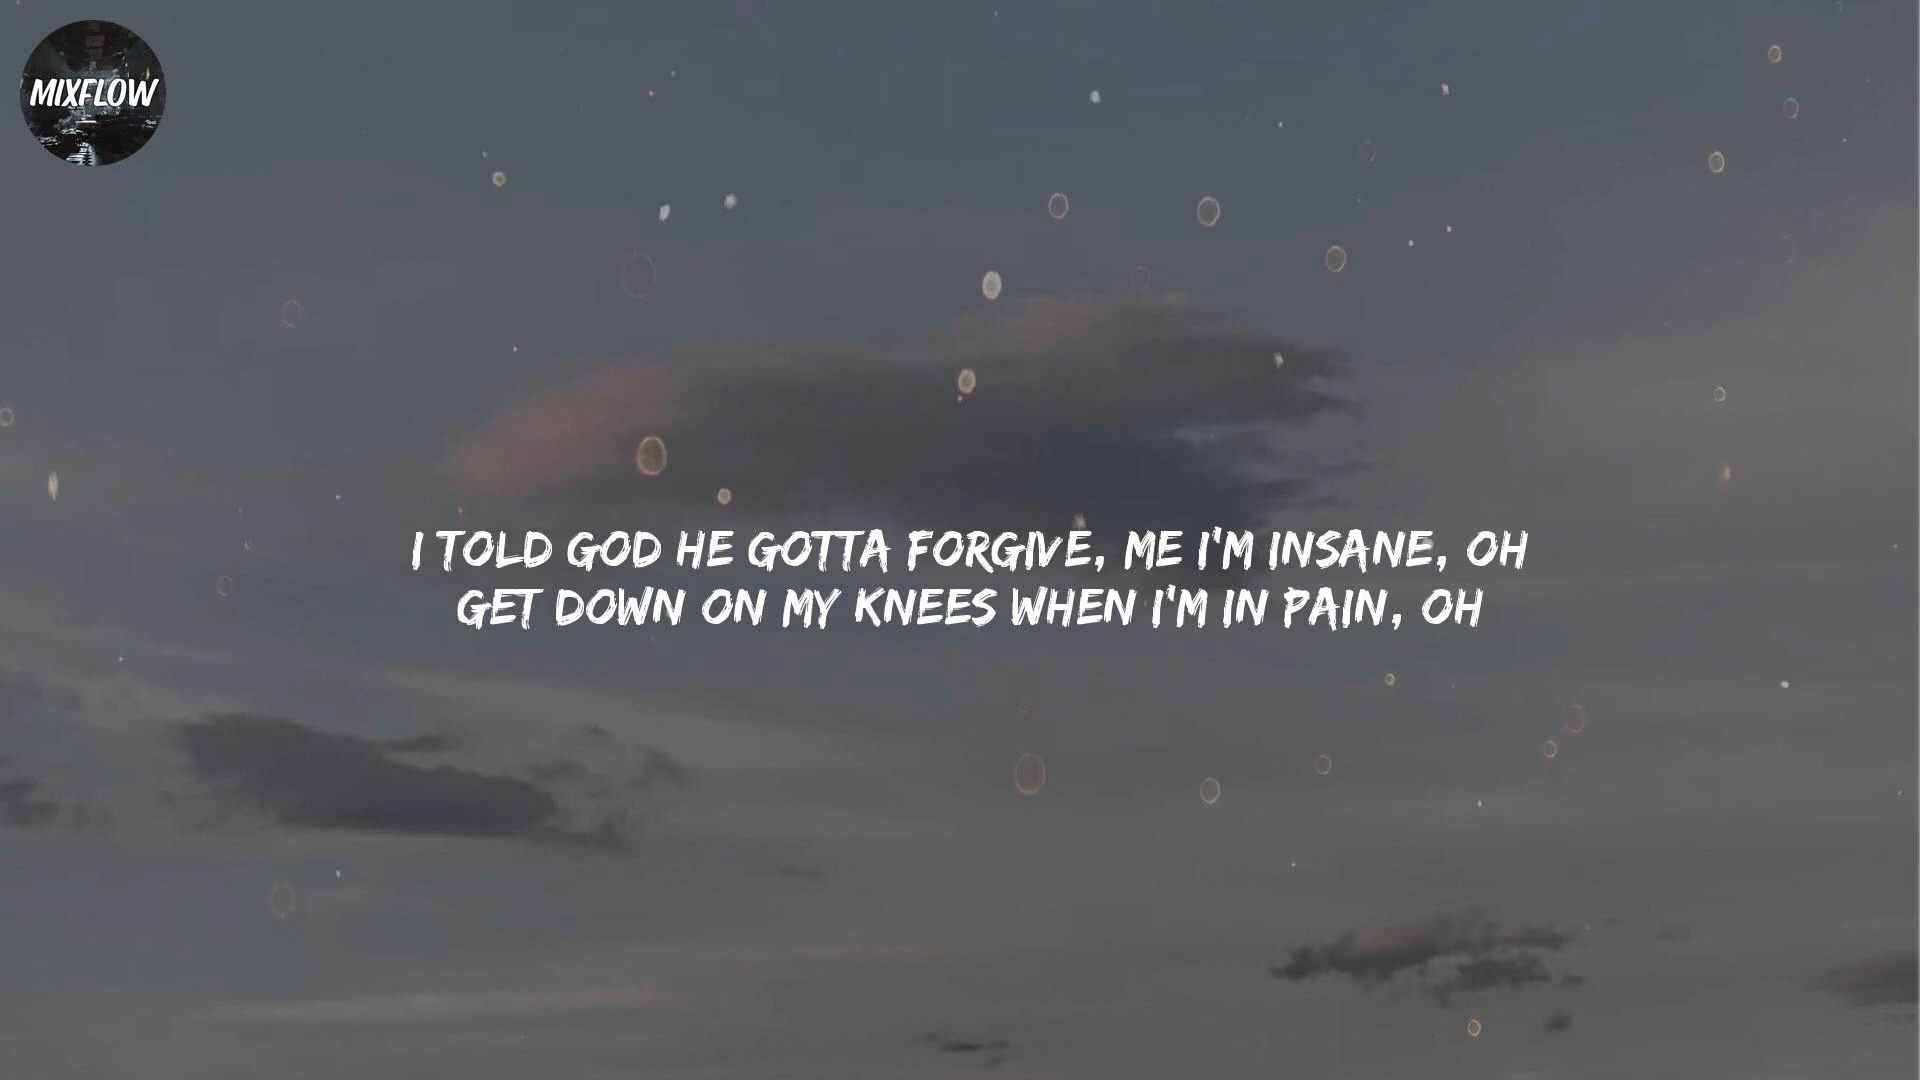 MIXFLOW
I TOLD GOD HE GOTTA FORGIVE, ME I'M INSANE, OH
GET DOWN ON MY KNEES WHEN I'M IN PAIN, OH